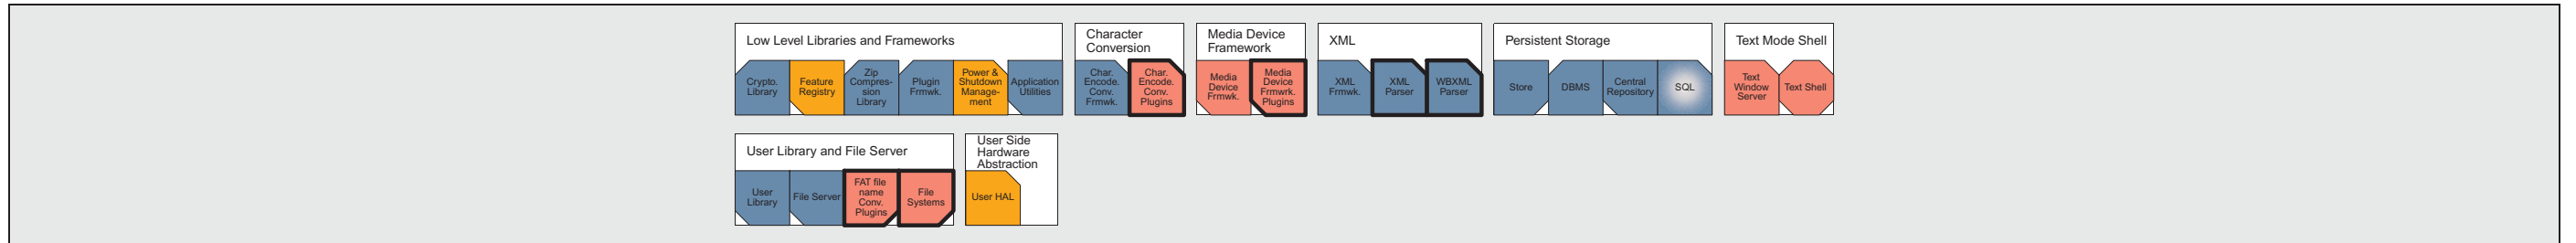 Low Level Libraries and Frameworks
Crypto.
Library
Feature
Registry
Zip
Compres-
sion
Library
Plugin
Frmwk.
Power &
Shutdown
Manage-
ment
Application
Utilities
Character
Conversion
Char.
Encode.
Conv.
Frmwk.
Char.
Encode.
Conv.
Plugins
Media Device
Framework
Media
Device
Frmwk.
Media
Device
Frmwrk.
Plugins
XML
XML
Frmwk.
XML
Parser
WBXML
Parser
Persistent Storage
Store
DBMS
Central
Repository
SQL
Text Mode Shell
Text
Window
Server
Text Shell
User Library and File Server
User
Library
File Server
FAT file
name
Conv.
Plugins
File
Systems
User Side
Hardware
Abstraction
User HAL